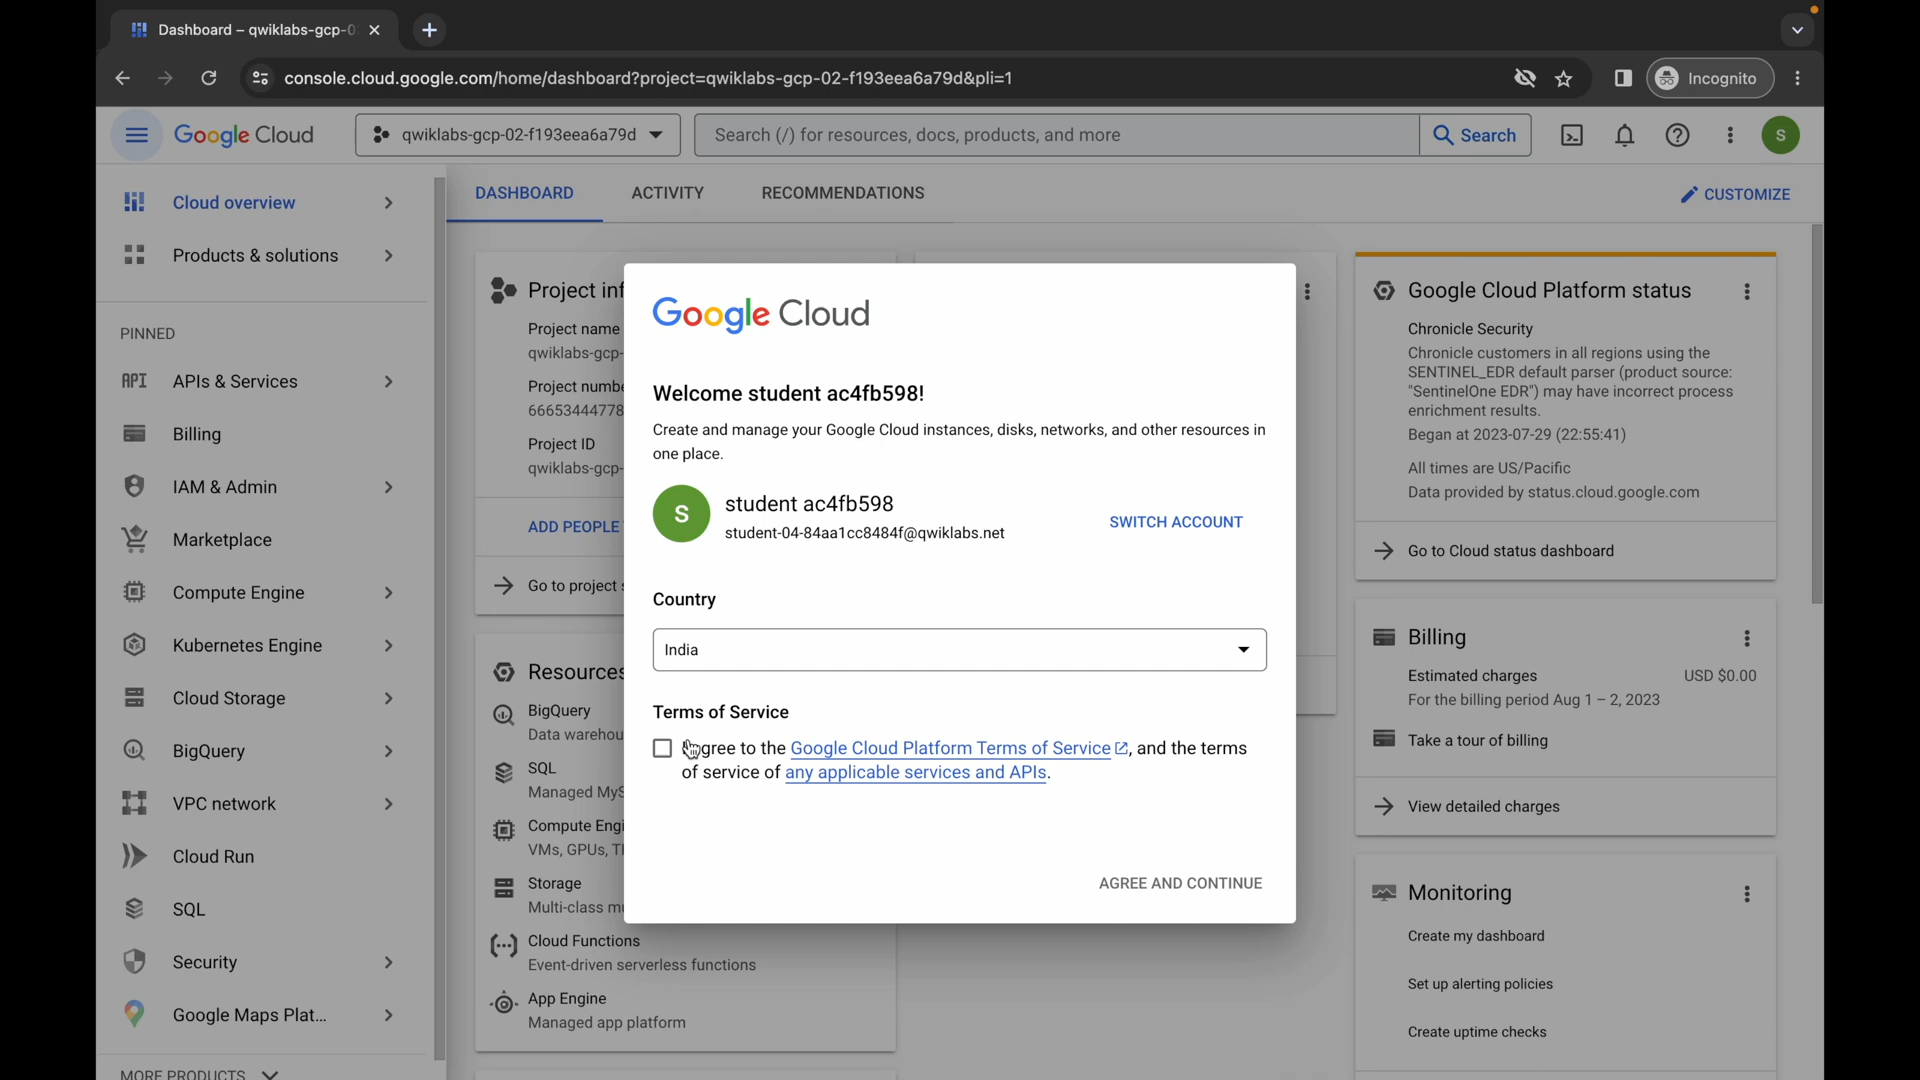 Dashboard – qwiklabs-gcp-0
console.cloud.google.com/home/dashboard?project=qwiklabs-gcp-02-f193eea6a79d&pli=1
Incognito
Google Cloud
qwiklabs-gcp-02-f193eea6a79d
Search (/) for resources, docs, products, and more
Search
S
Cloud overview
Products & solutions
PINNED
API APIs & Services
Billing
IAM & Admin
Marketplace
Compute Engine
Kubernetes Engine
Cloud Storage
BigQuery
VPC network
Cloud Run
SQL
Security
Google Maps Plat...
MORE PRODUCTS
DASHBOARD
ACTIVITY
RECOMMENDATIONS
CUSTOMIZE
Project
Project name
qwiklabs-gcp-
Project
66653444778
Project ID
qwiklabs-gcp-
ADD PEOPLE
Go to project
Resources
BigQuery
Data
SQL
Managed
Compute
VMs, GPUs,
Storage
Multi-class
Cloud Functions
Event-driven serverless functions
App Engine
Managed app platform
Google Cloud
Welcome student ac4fb598!
Create and manage your Google Cloud instances, disks, networks, and other resources in
one place.
S
student ac4fb598
student-04-84aa1cc8484f@qwiklabs.net
SWITCH ACCOUNT
Country
India
Terms of Service
agree to the Google Cloud Platform Terms of Service, and the terms
of service of any applicable services and APIs.
AGREE AND CONTINUE
Google Cloud Platform status
Chronicle Security
Chronicle customers in all regions using the
SENTINEL_EDR default parser (product source:
"SentinelOne EDR") may have incorrect process
enrichment results.
Began at 2023-07-29 (22:55:41)
All times are US/Pacific
Data provided by status.cloud.google.com
Go to Cloud status dashboard
Billing
Estimated charges
USD $0.00
For the billing period Aug 1 – 2, 2023
Take a tour of billing
View detailed charges
Monitoring
Create my dashboard
Set up alerting policies
Create uptime checks